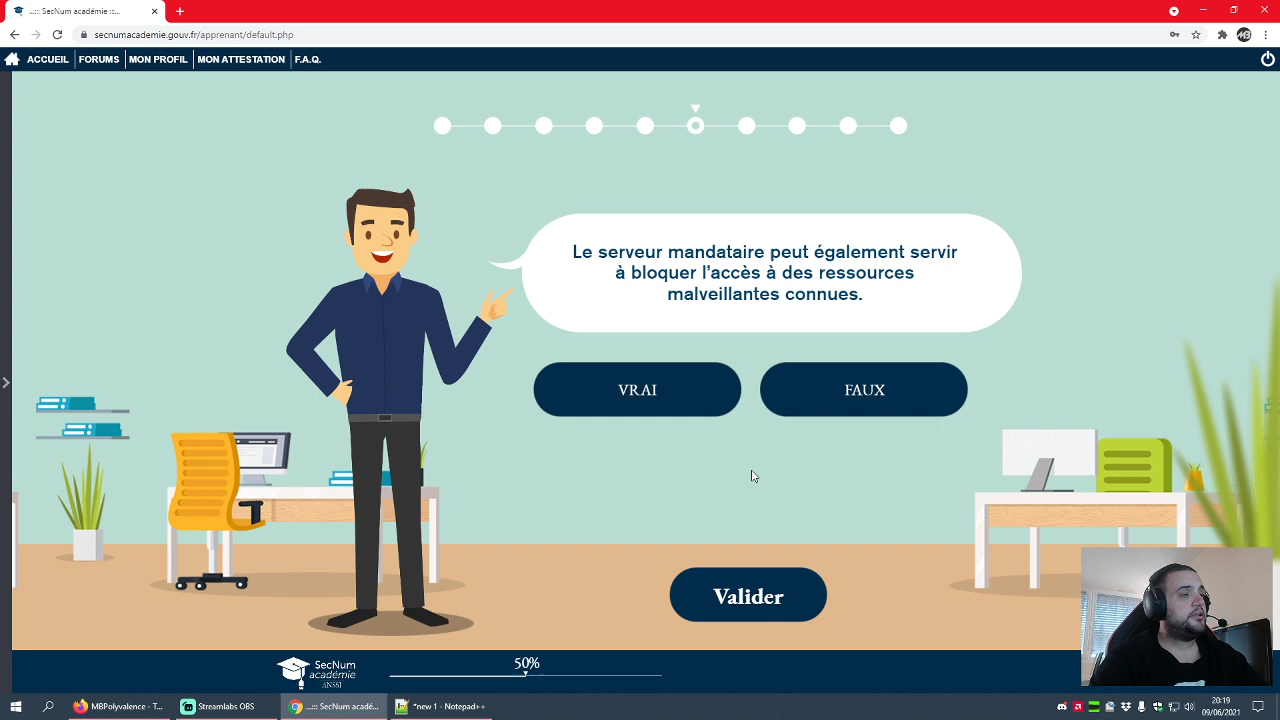 ..:: SecNum académie ::...
secnumacademie.gouv.fr/apprenant/default.php
ACCUEIL FORUMS MON PROFIL MON ATTESTATION F.A.Q.
Le serveur mandataire peut également servir
à bloquer l'accès à des ressources
malveillantes connues.
VRAI FAUX
Valider
50%
SecNum
académie
ANSSI
MBPolyvalence - T...
Streamlabs OBS
..:: SecNum acadé...
*new 1 - Notepad++
20:19
09/06/2021